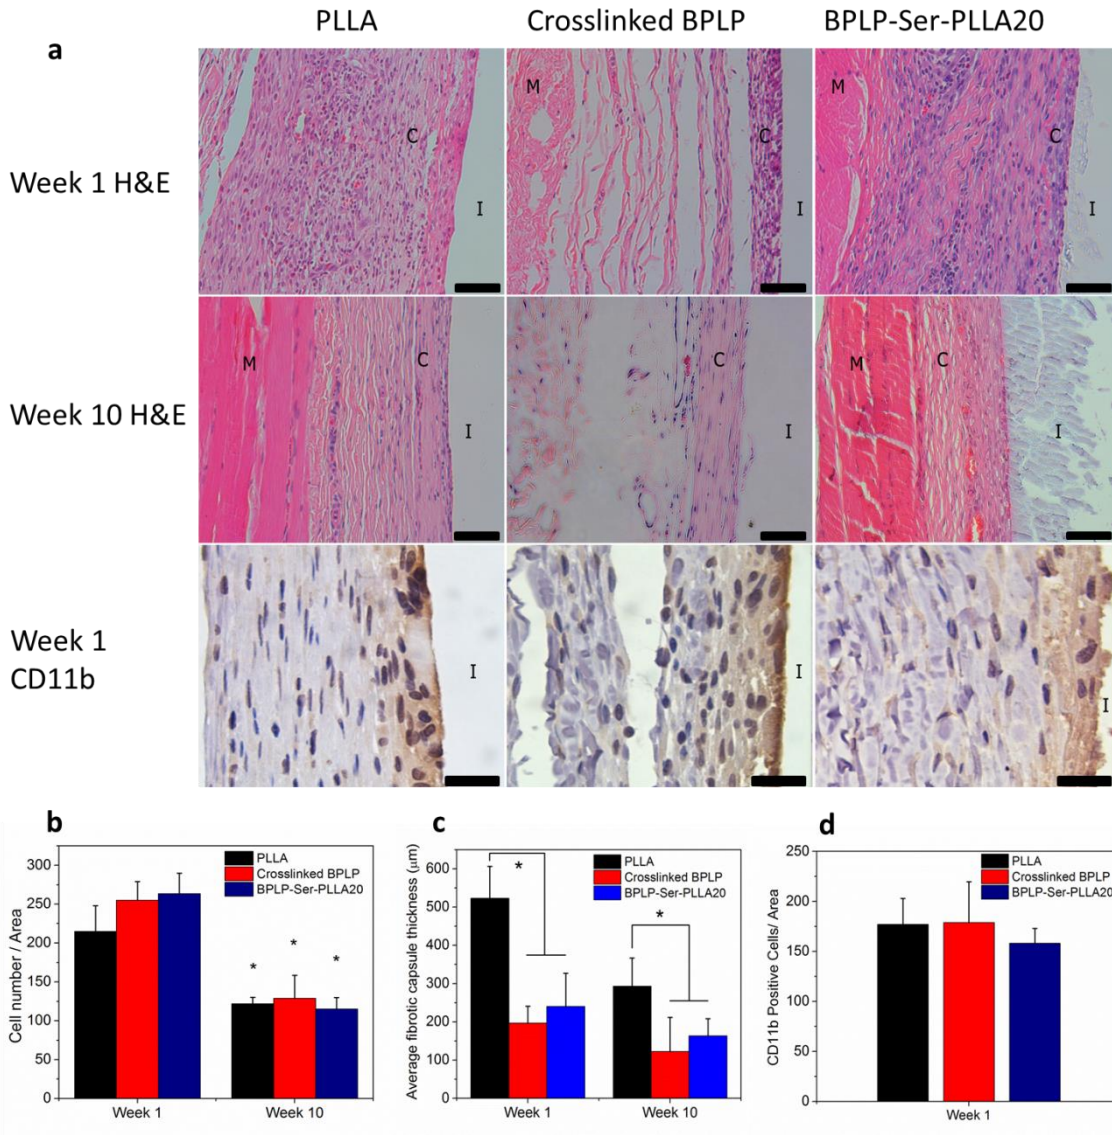 PLLA Crosslinked BPLP BPLP-Ser-PLLA20
a
M M
C C C
Week 1 H&E
I I I
M C C M C
Week 10 H&E
I I I
Week 1
CD11b
I I I
b c d
300
250
200
150
100
50
0
Cell number / Area
PLLA
Crosslinked BPLP
BPLP-Ser-PLLA20
* * *
Week 1 Week 10
600
500
400
300
200
100
0
Average fibrotic capsule thickness (μm)
PLLA
Crosslinked BPLP
BPLP-Ser-PLLA20
* *
Week 1 Week 10
250
200
150
100
50
0
CD11b Positive Cells/ Area
PLLA
Crosslinked BPLP
BPLP-Ser-PLLA20
Week 1